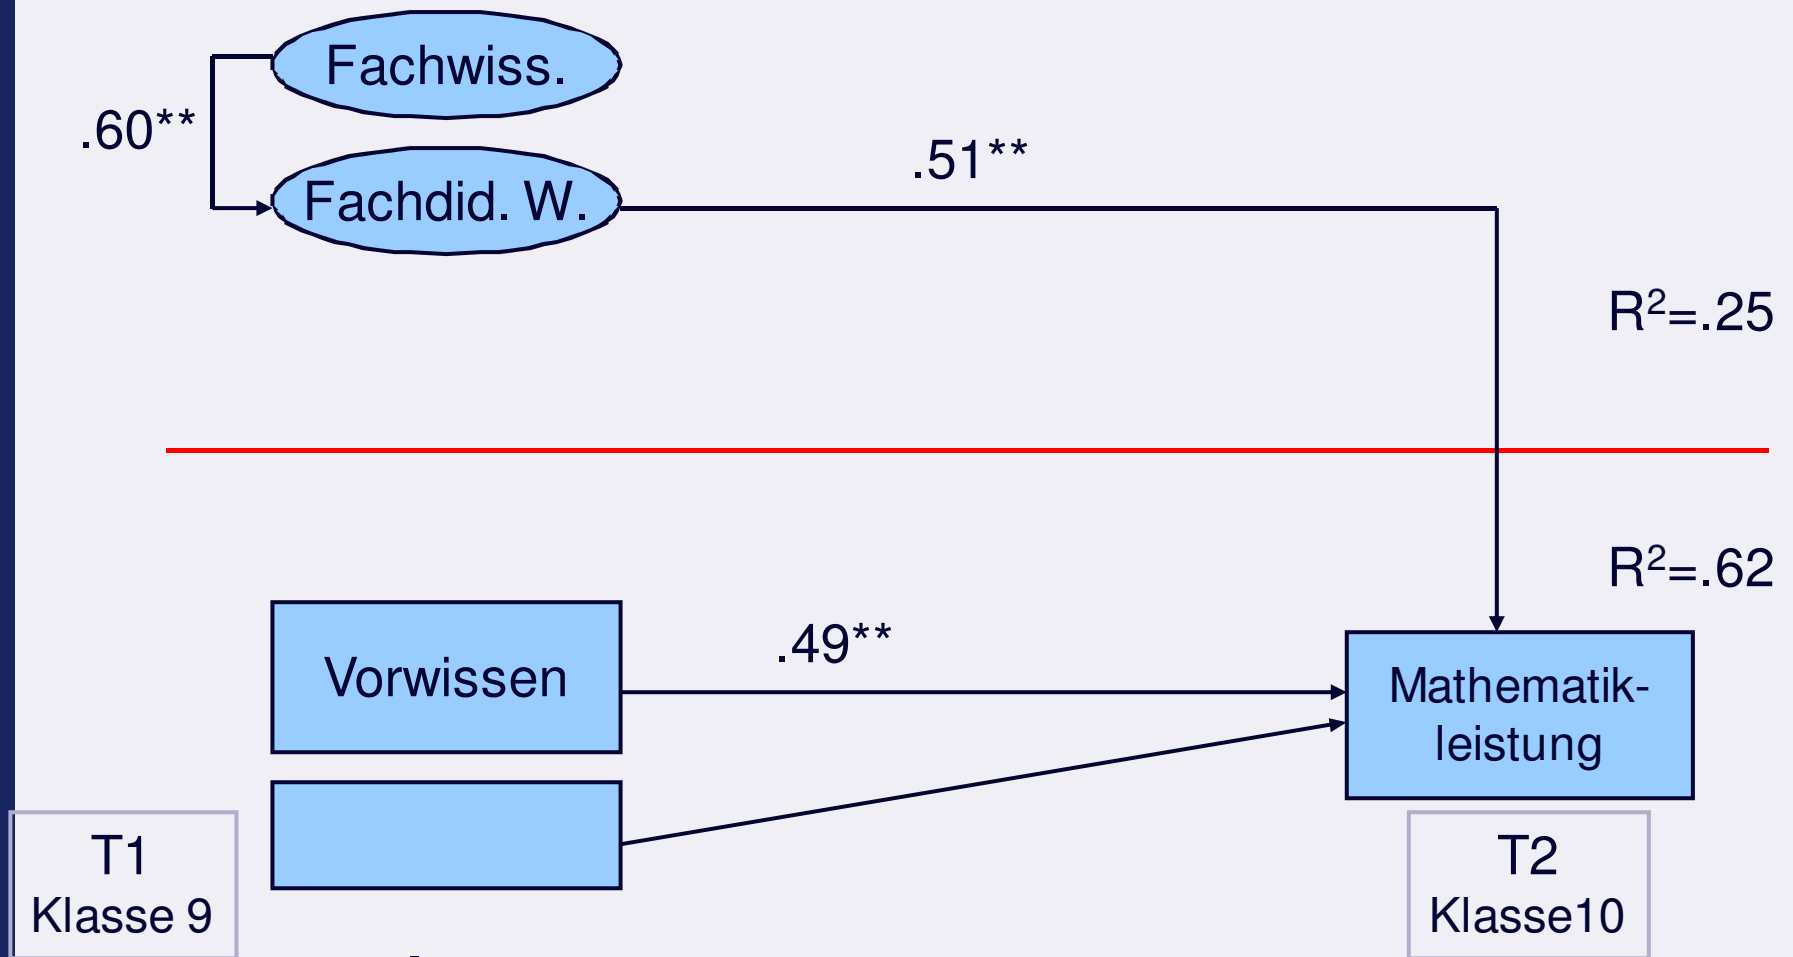 Fachwiss.
.60**
Fachdid. W.
.51**
R²=.25
R²=.62
Vorwissen
.49**
Mathematik-
leistung
T1
Klasse 9
T2
Klasse10